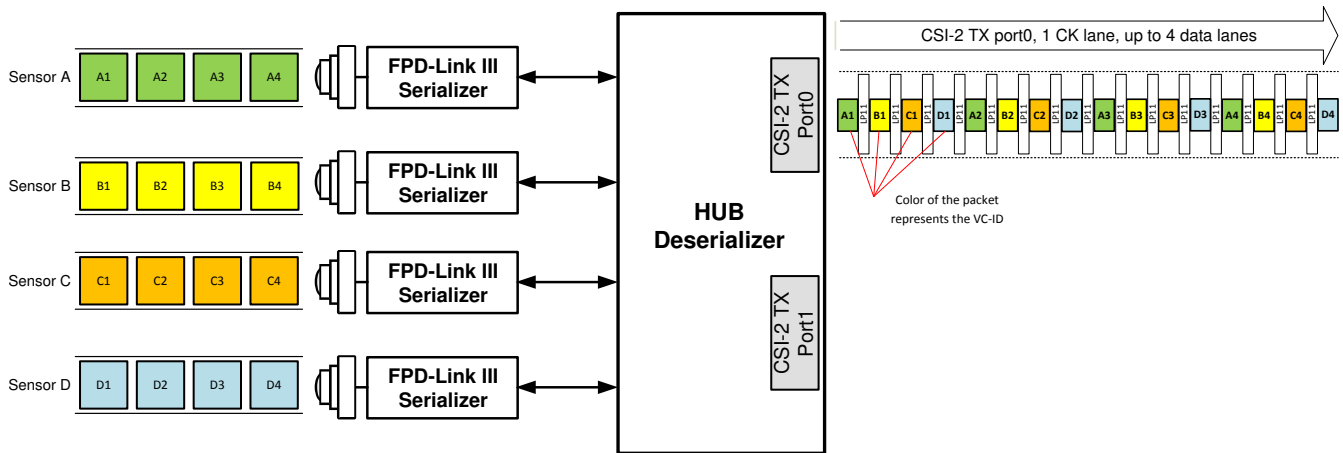 Sensor A
A1 A2 A3 A4
FPD-Link III
Serializer
Sensor B
B1 B2 B3 B4
FPD-Link III
Serializer
Sensor C
C1 C2 C3 C4
FPD-Link III
Serializer
Sensor D
D1 D2 D3 D4
FPD-Link III
Serializer
HUB
Deserializer
CSI-2 TX
Port0
CSI-2 TX
Port1
CSI-2 TX port0, 1 CK lane, up to 4 data lanes
A1 LP11 B1 LP11 C1 LP11 D1 LP11 A2 LP11 B2 LP11 C2 LP11 D2 LP11 A3 LP11 B3 LP11 C3 LP11 D3 LP11 A4 LP11 B4 LP11 C4 LP11 D4
Color of the packet
represents the VC-ID